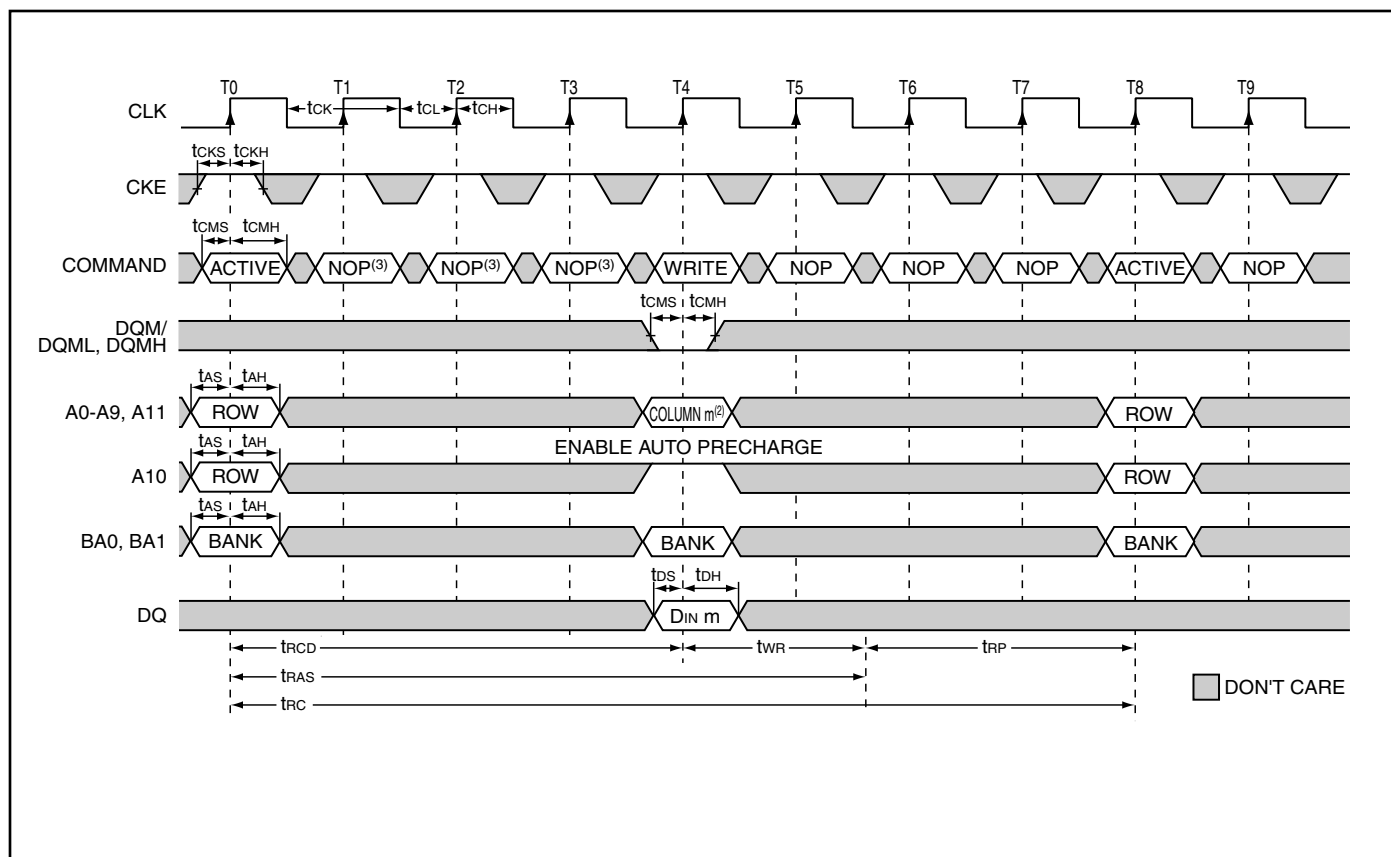 T0 T1 T2 T3 T4 T5 T6 T7 T8 T9
CLK tCK tCL tCH
tCKS tCKH
CKE
tCMS tCMH
COMMAND ACTIVE NOP(3) NOP(3) NOP(3) WRITE NOP NOP NOP ACTIVE NOP
tCMS tCMH
DQM/
DQML, DQMH
tAS tAH
A0-A9, A11 ROW COLUMN m(2) ROW
tAS tAH ENABLE AUTO PRECHARGE
A10 ROW ROW
tAS tAH
BA0, BA1 BANK BANK BANK
tDS tDH
DQ DIN m
tRCD tWR tRP
tRAS
DON'T CARE
tRC